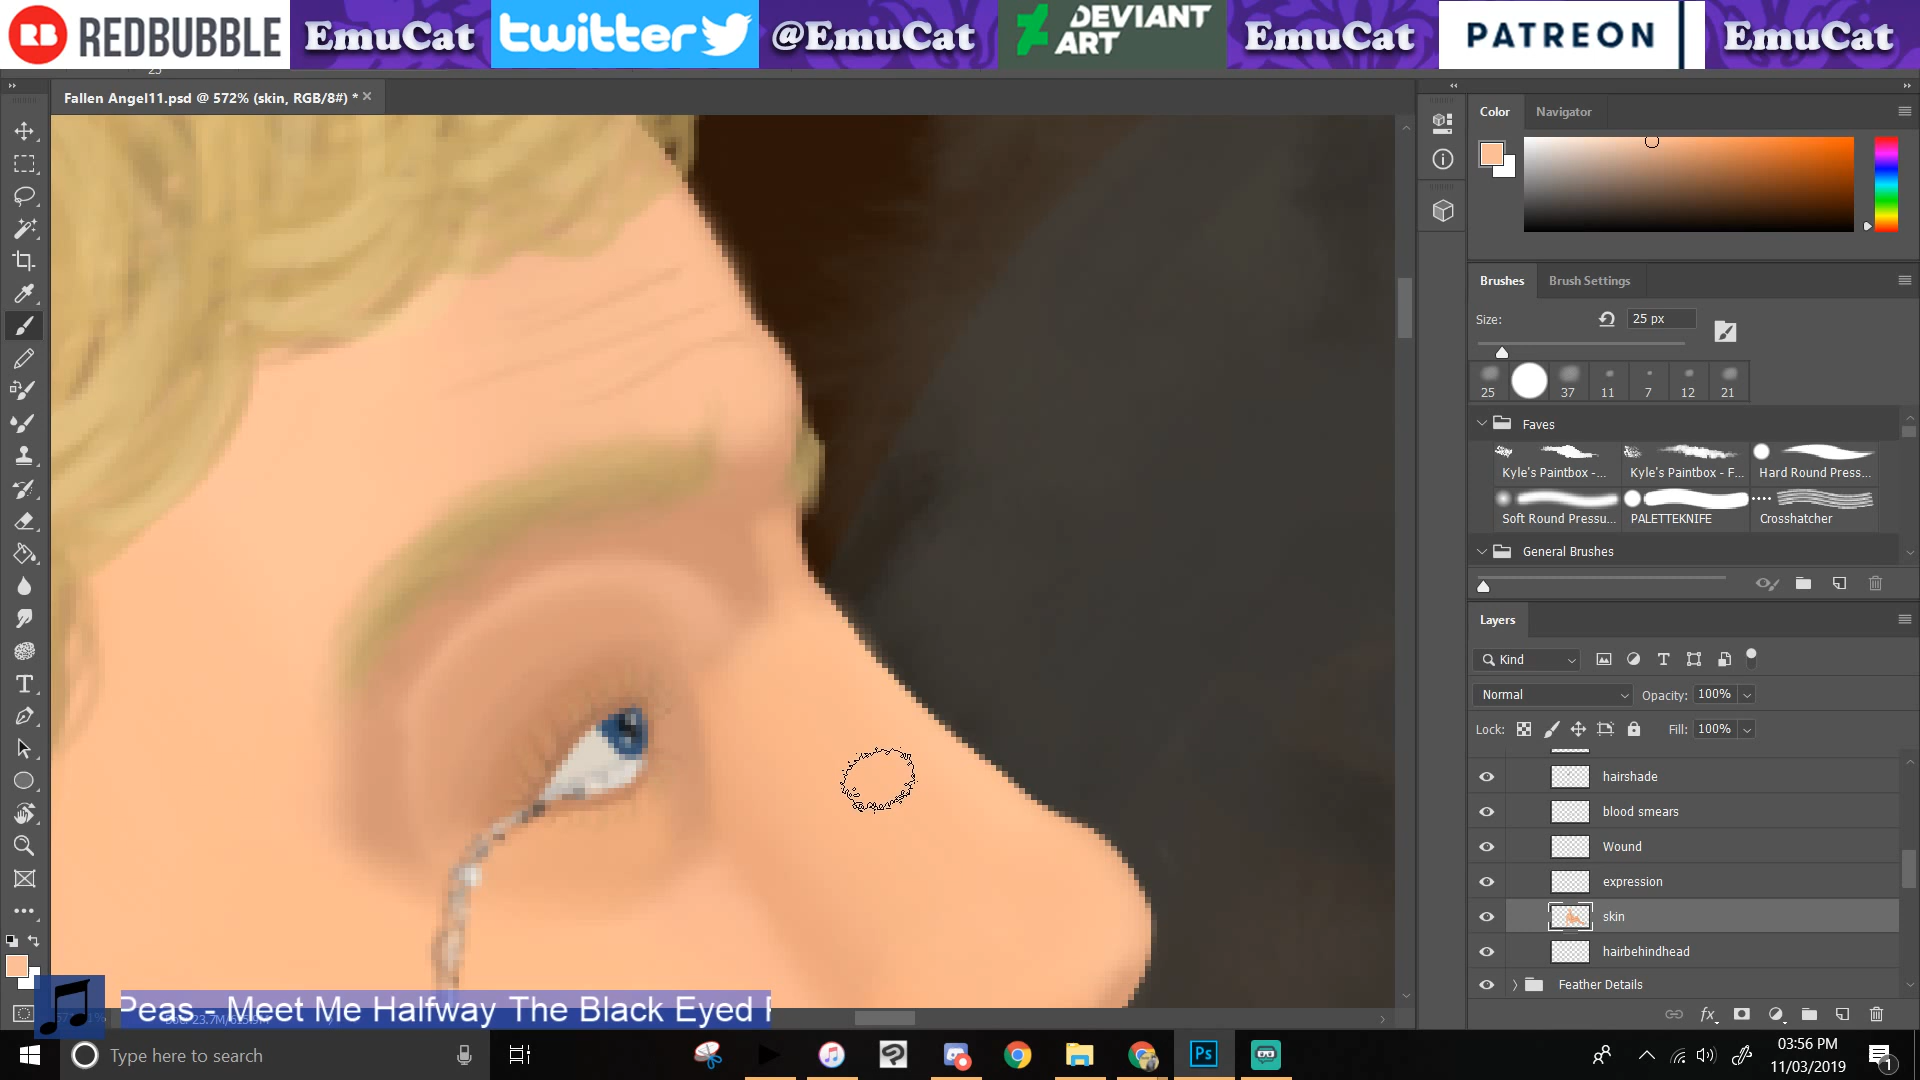 REDBUBBLE EmuCat twitter @EmuCat DEVIANT ART EmuCat PATREON EmuCat
25
Fallen Angel11.psd @ 572% (skin, RGB/8#) *
Color Navigator
Brushes Brush Settings
Size: 25 px
25 37 11 7 12 21
Faves
Kyle's Paintbox -... Kyle's Paintbox - F... Hard Round Press...
Soft Round Pressu... PALETTEKNIFE Crosshatcher
General Brushes
Layers
Kind
Normal Opacity: 100%
Lock: Fill: 100%
hairshade
blood smears
Wound
expression
skin
hairbehindhead
Feather Details
Peas - Meet Me Halfway The Black Eyed
Type here to search
03:56 PM
11/03/2019
1